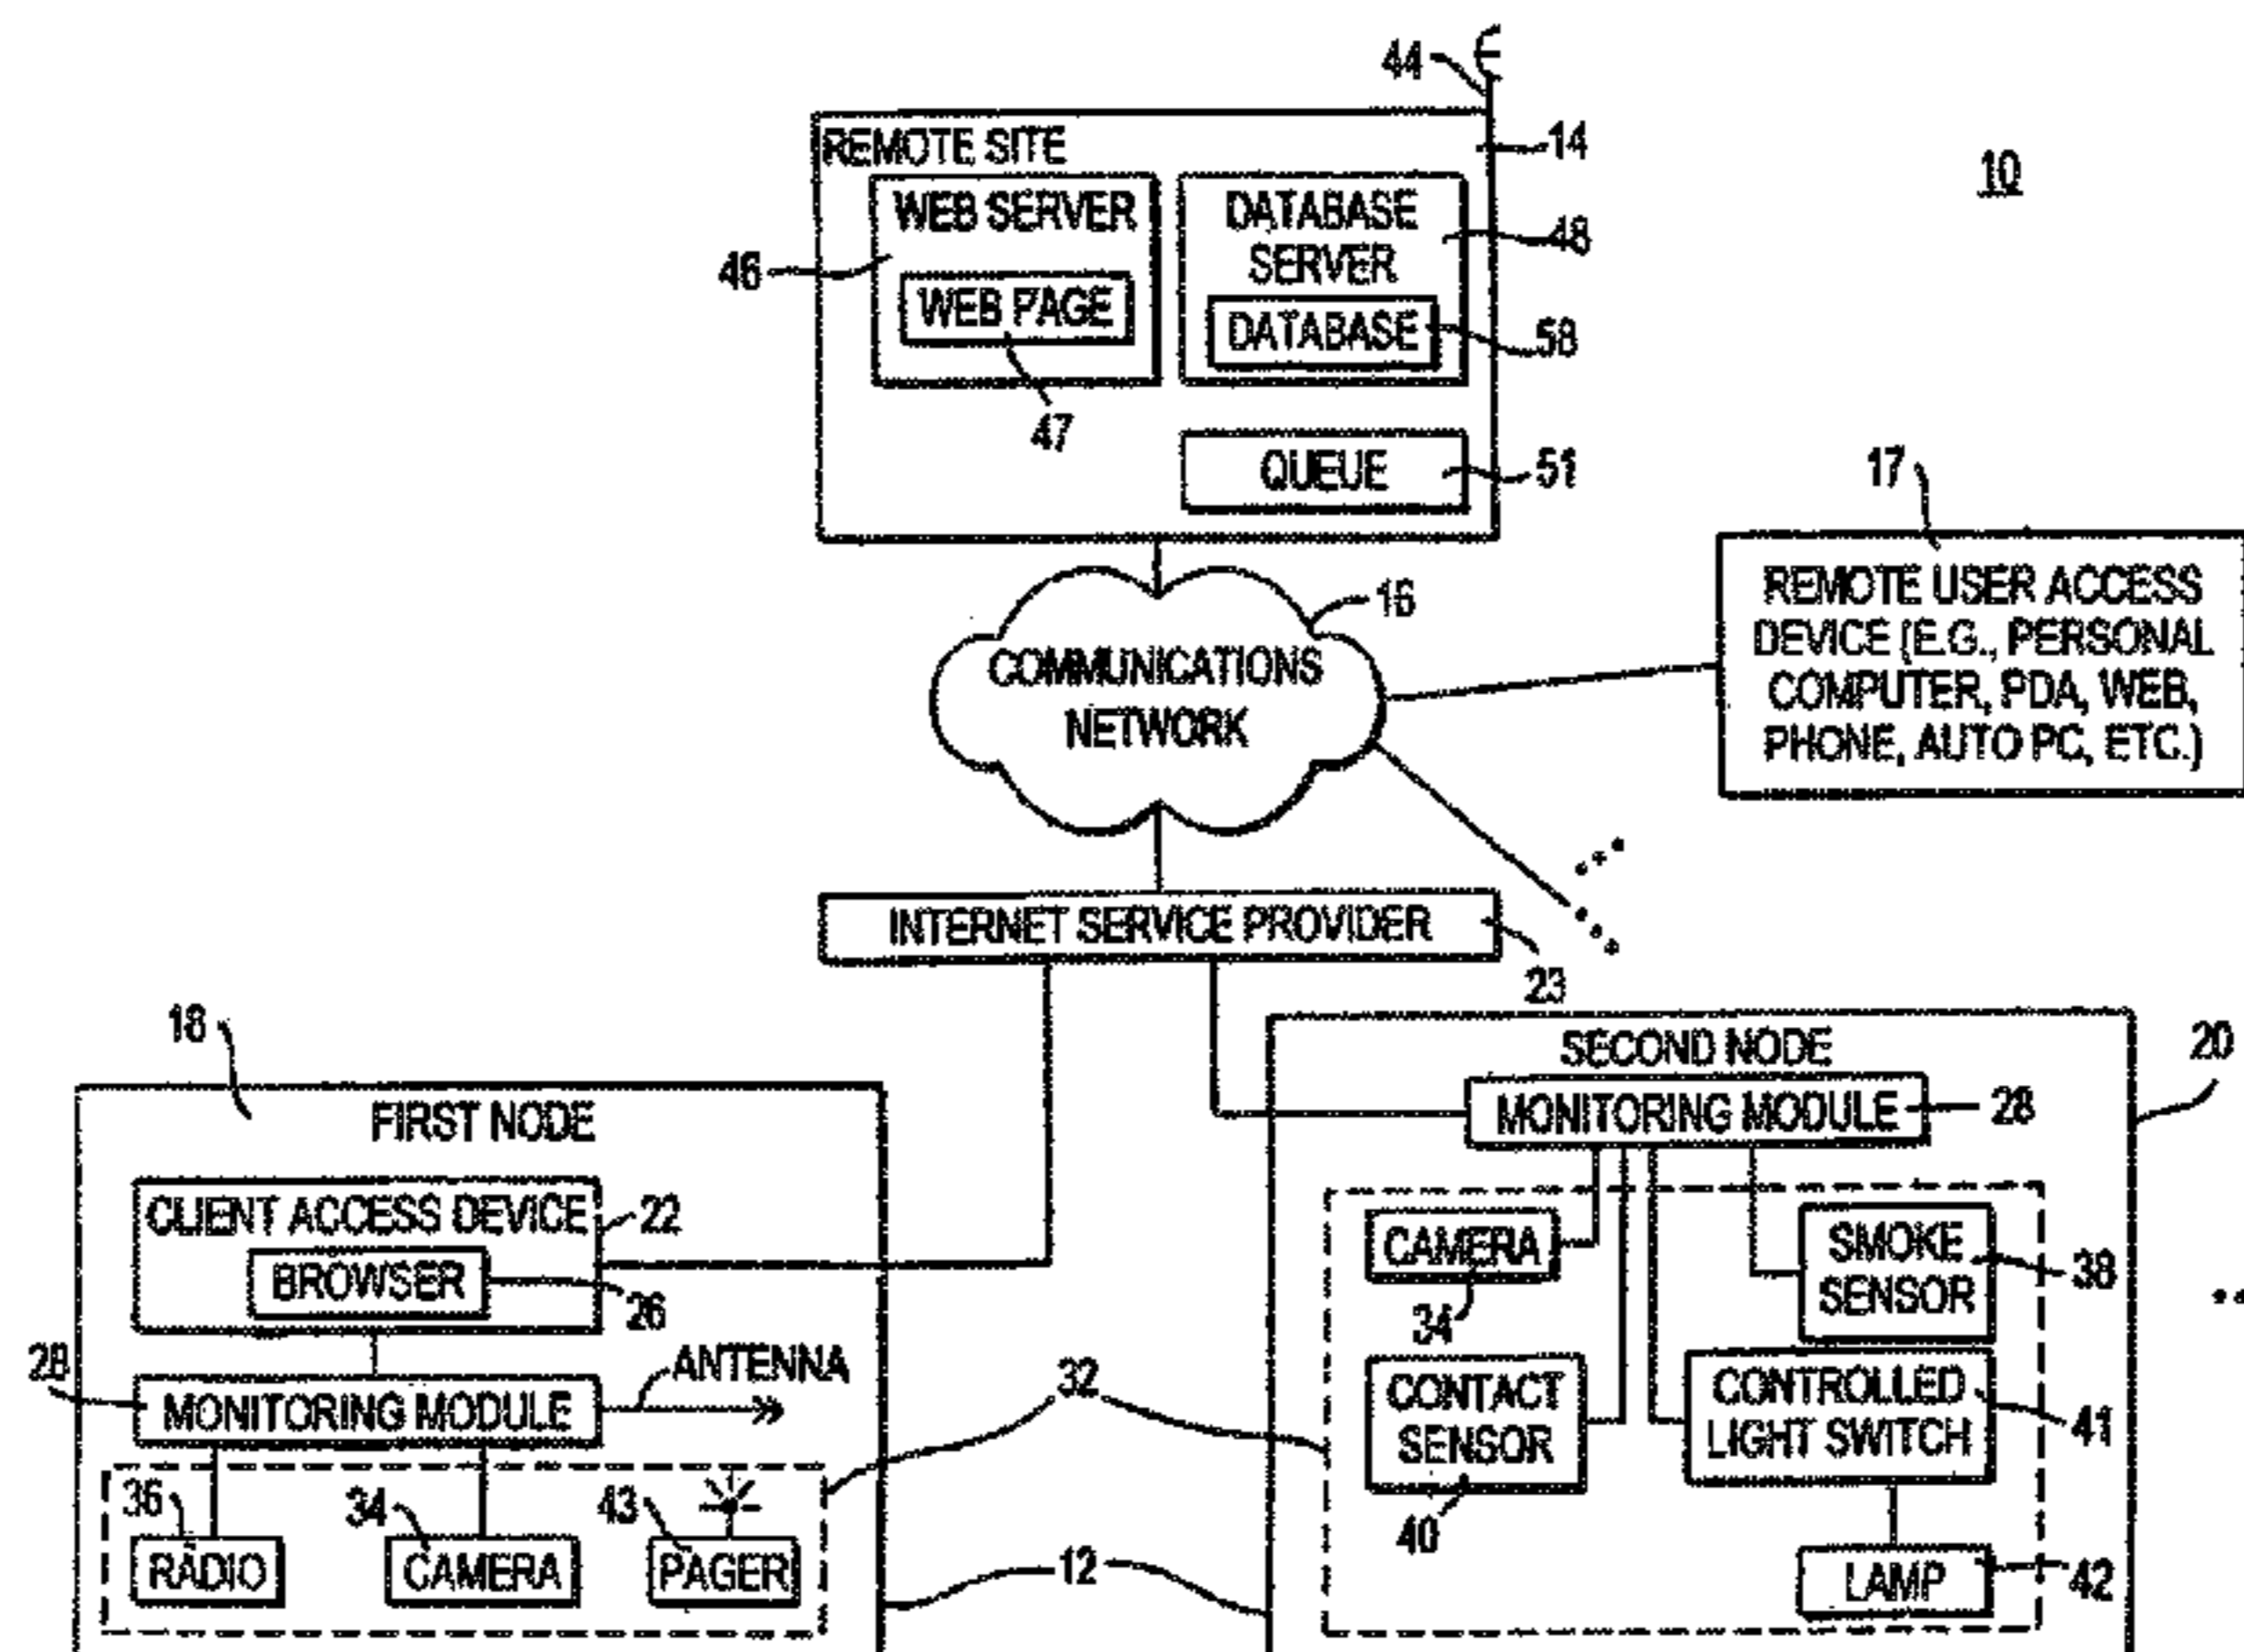 44
REMOTE SITE
14
10
WEB SERVER
DATABASE
SERVER
48
46
WEB PAGE
DATABASE
58
47
QUEUE
51
17
16
COMMUNICATIONS
NETWORK
REMOTE USER ACCESS
DEVICE (E.G., PERSONAL
COMPUTER, PDA, WEB,
PHONE, AUTO PC, ETC.)
INTERNET SERVICE PROVIDER
23
18
FIRST NODE
CLIENT ACCESS DEVICE
22
BROWSER
26
28
MONITORING MODULE
ANTENNA
36
34
43
RADIO
CAMERA
PAGER
32
12
SECOND NODE
20
MONITORING MODULE
28
CAMERA
34
SMOKE
SENSOR
38
CONTACT
SENSOR
40
CONTROLLED
LIGHT SWITCH
41
LAMP
42